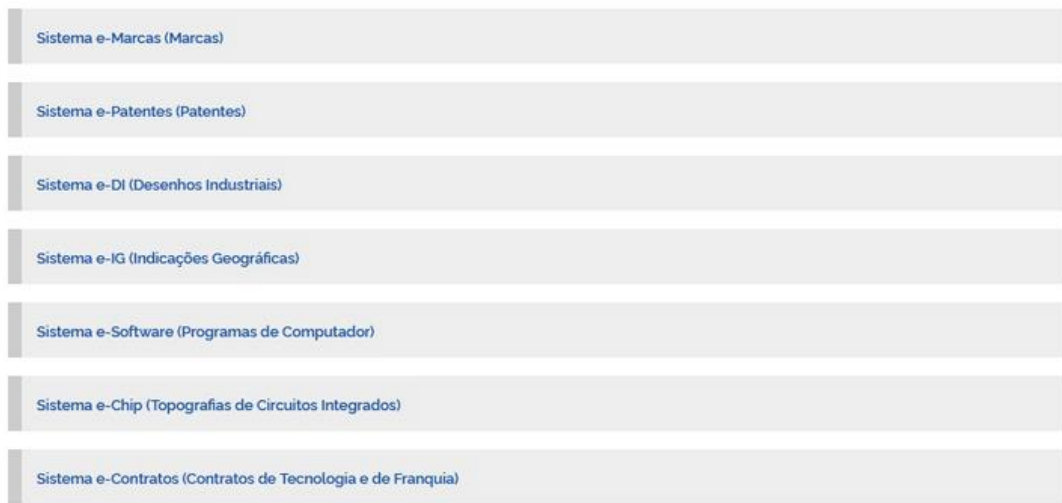 Sistema e-Marcas (Marcas)
Sistema e-Patentes (Patentes)
Sistema e-DI (Desenhos Industriais)
Sistema e-IG (Indicações Geográficas)
Sistema e-Software (Programas de Computador)
Sistema e-Chip (Topografias de Circuitos Integrados)
Sistema e-Contratos (Contratos de Tecnologia e de Franquia)